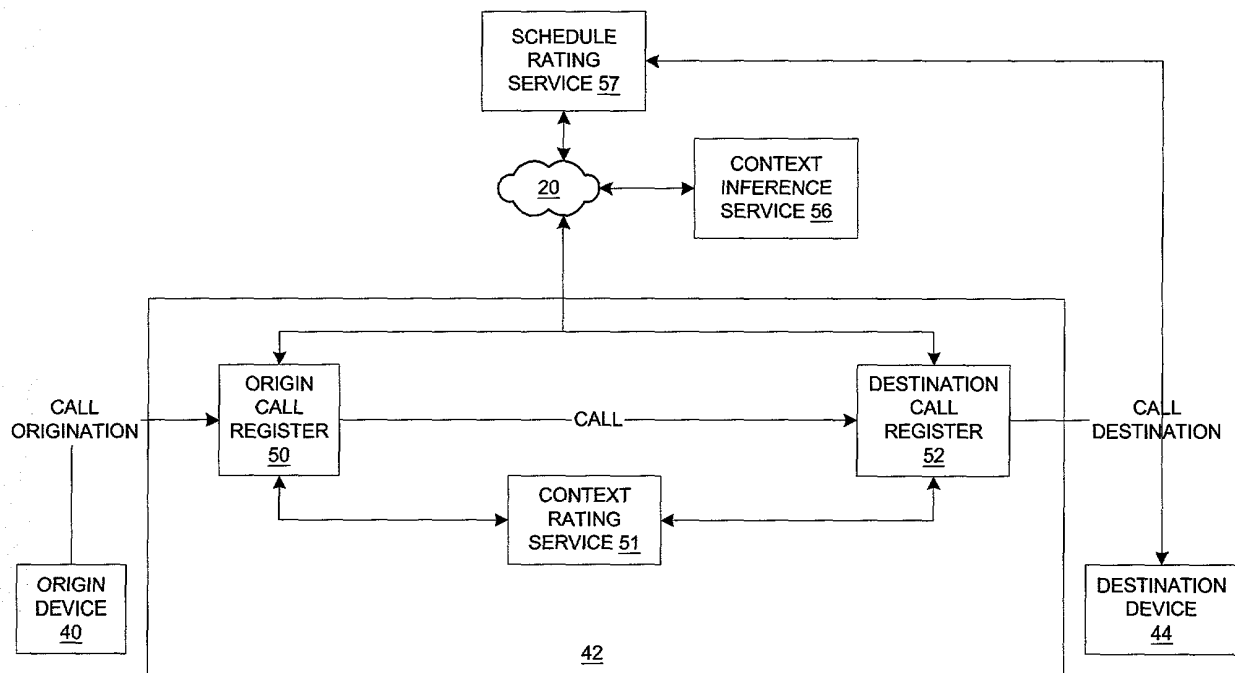 SCHEDULE
RATING
SERVICE 57
20
CONTEXT
INFERENCE
SERVICE 56
CALL
ORIGINATION
ORIGIN
CALL
REGISTER
50
CALL
DESTINATION
CALL
REGISTER
52
CALL
DESTINATION
CONTEXT
RATING
SERVICE 51
ORIGIN
DEVICE
40
42
DESTINATION
DEVICE
44